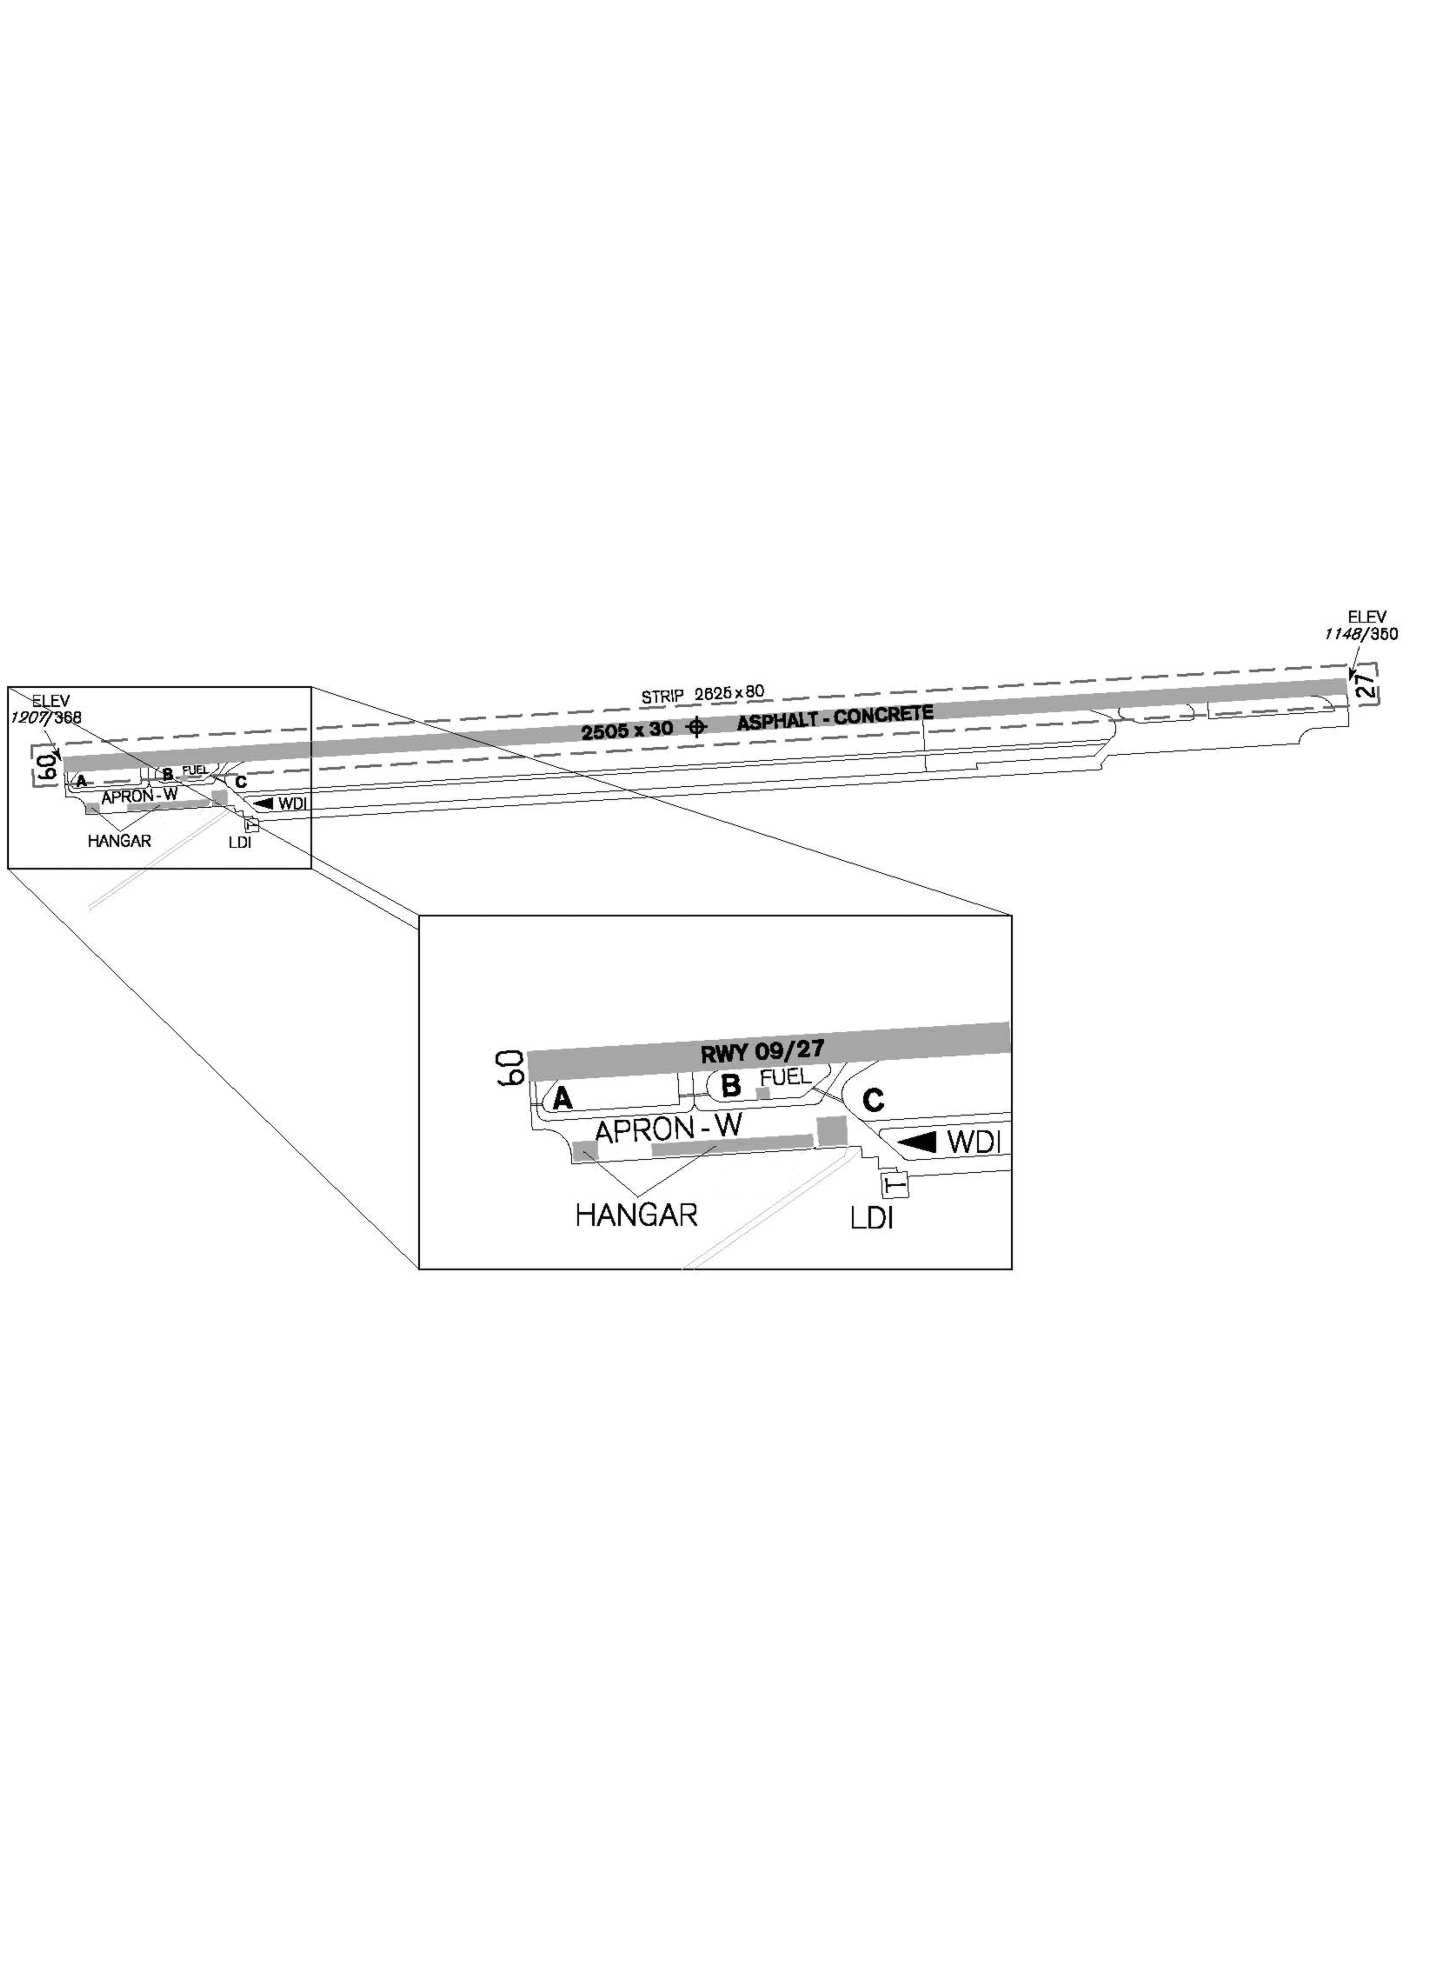 ELEV
1148/350
27
STRIP 2625 x 80
2505 x 30 ASPHALT - CONCRETE
ELEV
1207/368
09
A
B
FUEL
C
APRON - W
WDI
HANGAR
LDI
T
09
RWY 09/27
A
B
FUEL
C
APRON - W
WDI
T
HANGAR
LDI